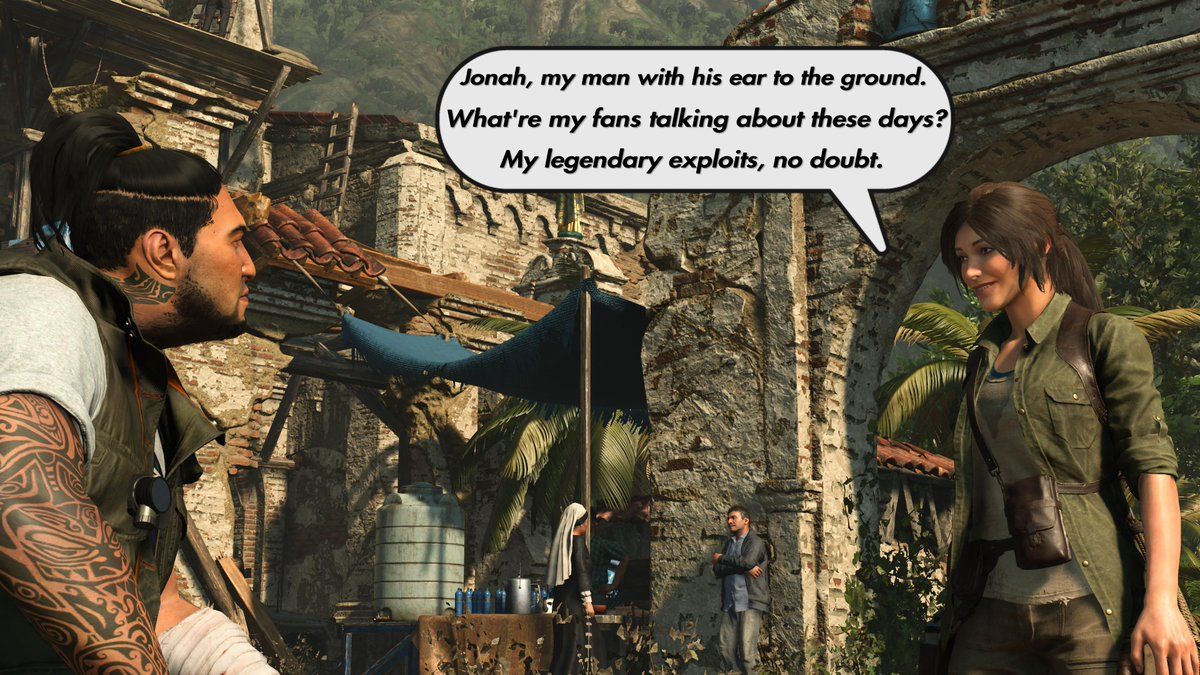 Jonah, my man with his ear to the ground.
What're my fans talking about these days?
My legendary exploits, no doubt.